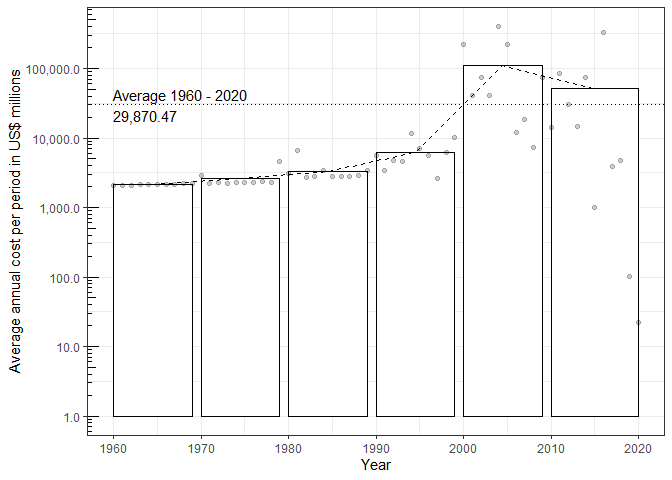 Average annual cost per period in US$ millions
100,000.0
10,000.0
1,000.0
100.0
10.0
1.0
Average 1960 - 2020
29,870.47
1960 1970 1980 1990 2000 2010 2020
Year